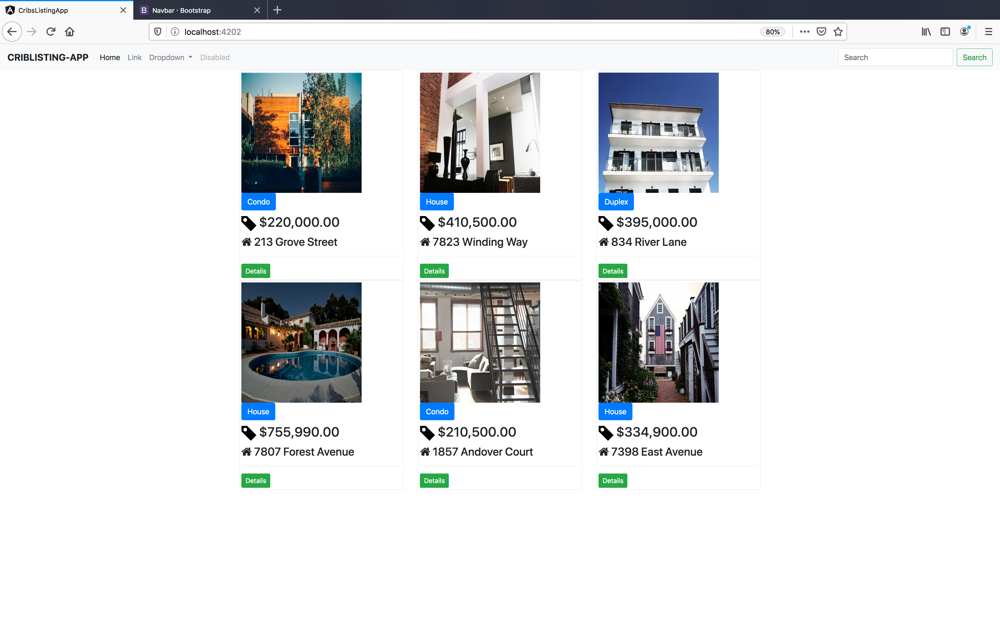 CribsListingApp
B Navbar · Bootstrap
localhost:4202
80%
CRIBLISTING-APP Home Link Dropdown Disabled Search Search
Condo House Duplex
$220,000.00 $410,500.00 $395,000.00
213 Grove Street 7823 Winding Way 834 River Lane
Details Details Details
House Condo House
$755,990.00 $210,500.00 $334,900.00
7807 Forest Avenue 1857 Andover Court 7398 East Avenue
Details Details Details